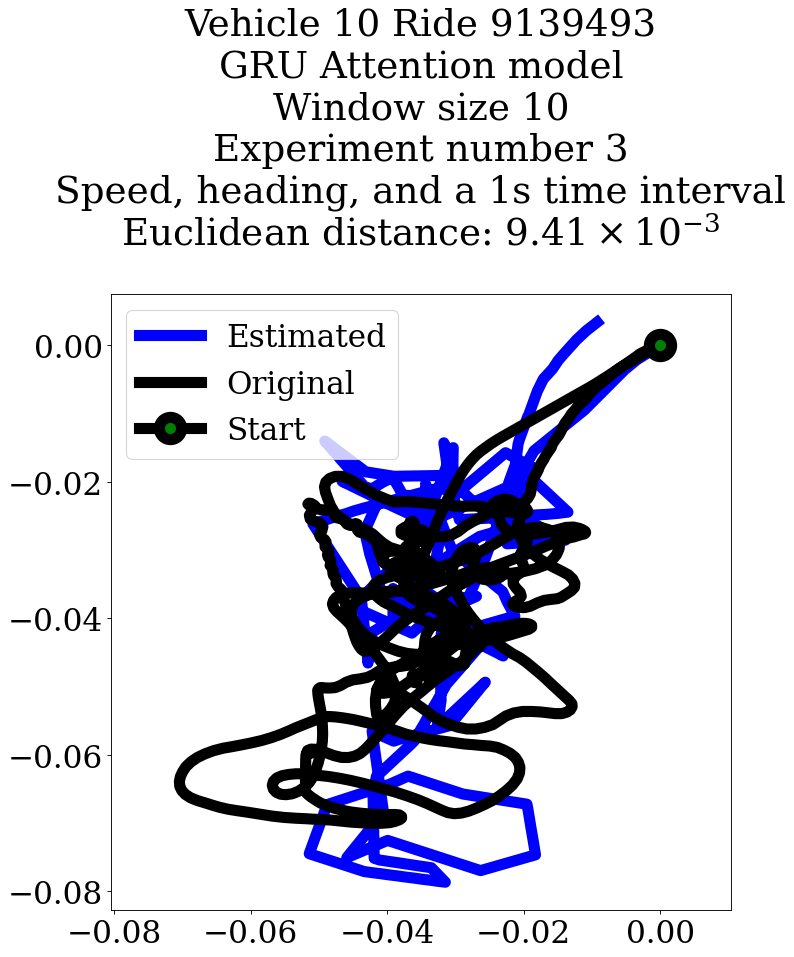 Vehicle 10 Ride 9139493
GRU Attention model
Window size 10
Experiment number 3
Speed, heading, and a 1s time interval
Euclidean distance: 9.41 × 10⁻³
Estimated
Original
Start
0.00
−0.02
−0.04
−0.06
−0.08
−0.08 −0.06 −0.04 −0.02 0.00